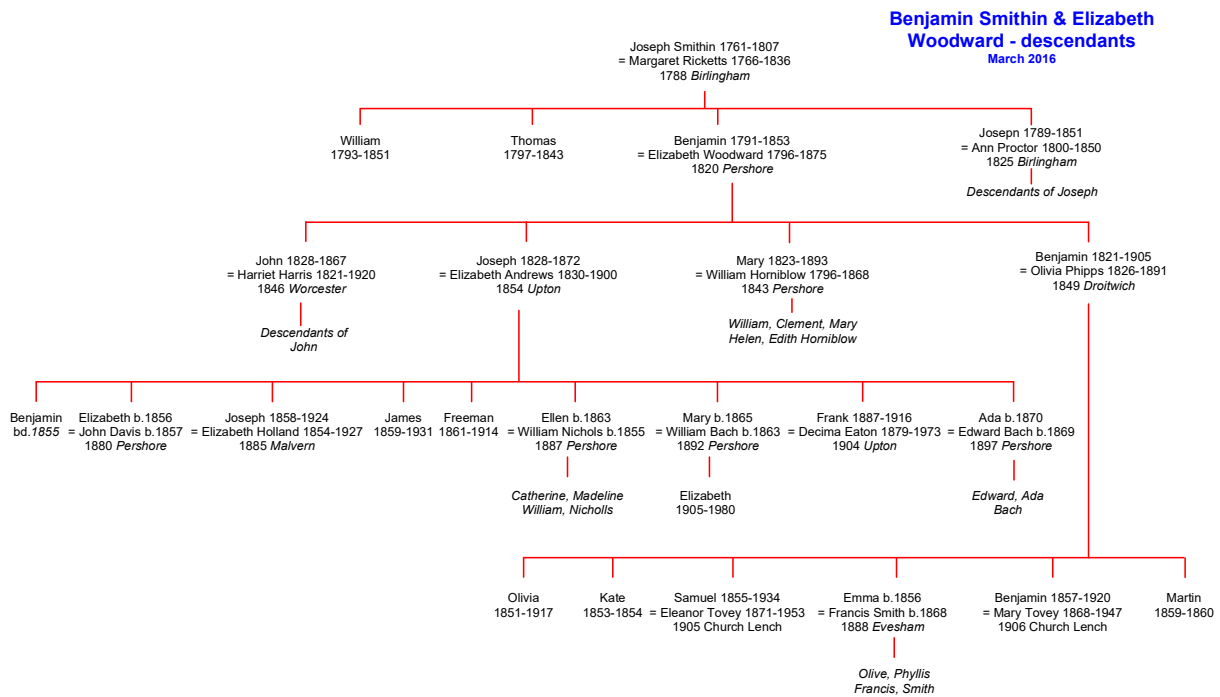 Benjamin Smithin & Elizabeth
Woodward - descendants
March 2016
Joseph Smithin 1761-1807
= Margaret Ricketts 1766-1836
1788 Birlingham
William
1793-1851
Thomas
1797-1843
Benjamin 1791-1853
= Elizabeth Woodward 1796-1875
1820 Pershore
Joseph 1789-1851
= Ann Proctor 1800-1850
1825 Birlingham
Descendants of Joseph
John 1828-1867
= Harriet Harris 1821-1920
1846 Worcester
Descendants of
John
Joseph 1828-1872
= Elizabeth Andrews 1830-1900
1854 Upton
Mary 1823-1893
= William Horniblow 1796-1868
1843 Pershore
William, Clement, Mary
Helen, Edith Horniblow
Benjamin 1821-1905
= Olivia Phipps 1826-1891
1849 Droitwich
Benjamin
bd.1855
Elizabeth b.1856
= John Davis b.1857
1880 Pershore
Joseph 1858-1924
= Elizabeth Holland 1854-1927
1885 Malvern
James
1859-1931
Freeman
1861-1914
Ellen b.1863
= William Nichols b.1855
1887 Pershore
Catherine, Madeline
William, Nicholls
Mary b.1865
= William Bach b.1863
1892 Pershore
Elizabeth
1905-1980
Frank 1887-1916
= Decima Eaton 1879-1973
1904 Upton
Ada b.1870
= Edward Bach b.1869
1897 Pershore
Edward, Ada
Bach
Olivia
1851-1917
Kate
1853-1854
Samuel 1855-1934
= Eleanor Tovey 1871-1953
1905 Church Lench
Emma b.1856
= Francis Smith b.1868
1888 Evesham
Olive, Phyllis
Francis, Smith
Benjamin 1857-1920
= Mary Tovey 1868-1947
1906 Church Lench
Martin
1859-1860